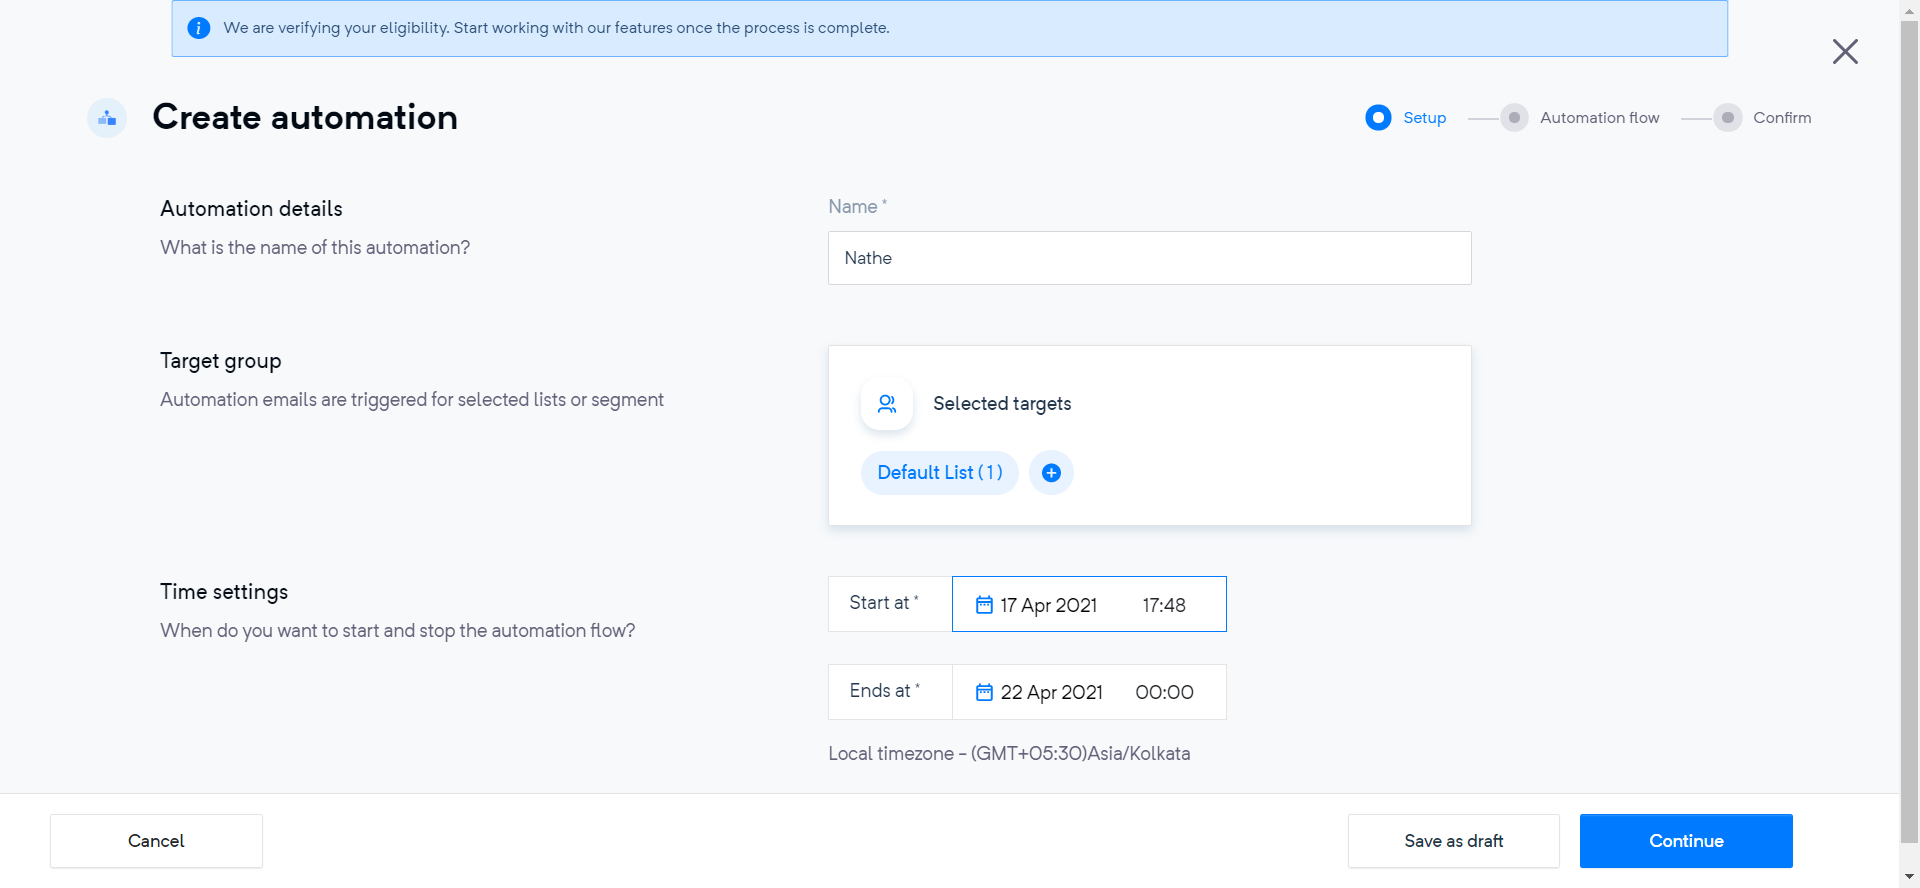 We are verifying your eligibility. Start working with our features once the process is complete.
Create automation
Setup
Automation flow
Confirm
Automation details
What is the name of this automation?
Name *
Nathe
Target group
Automation emails are triggered for selected lists or segment
Selected targets
Default List ( 1 )
Time settings
When do you want to start and stop the automation flow?
Start at *
17 Apr 2021 17:48
Ends at *
22 Apr 2021 00:00
Local timezone - (GMT+05:30)Asia/Kolkata
Cancel
Save as draft
Continue